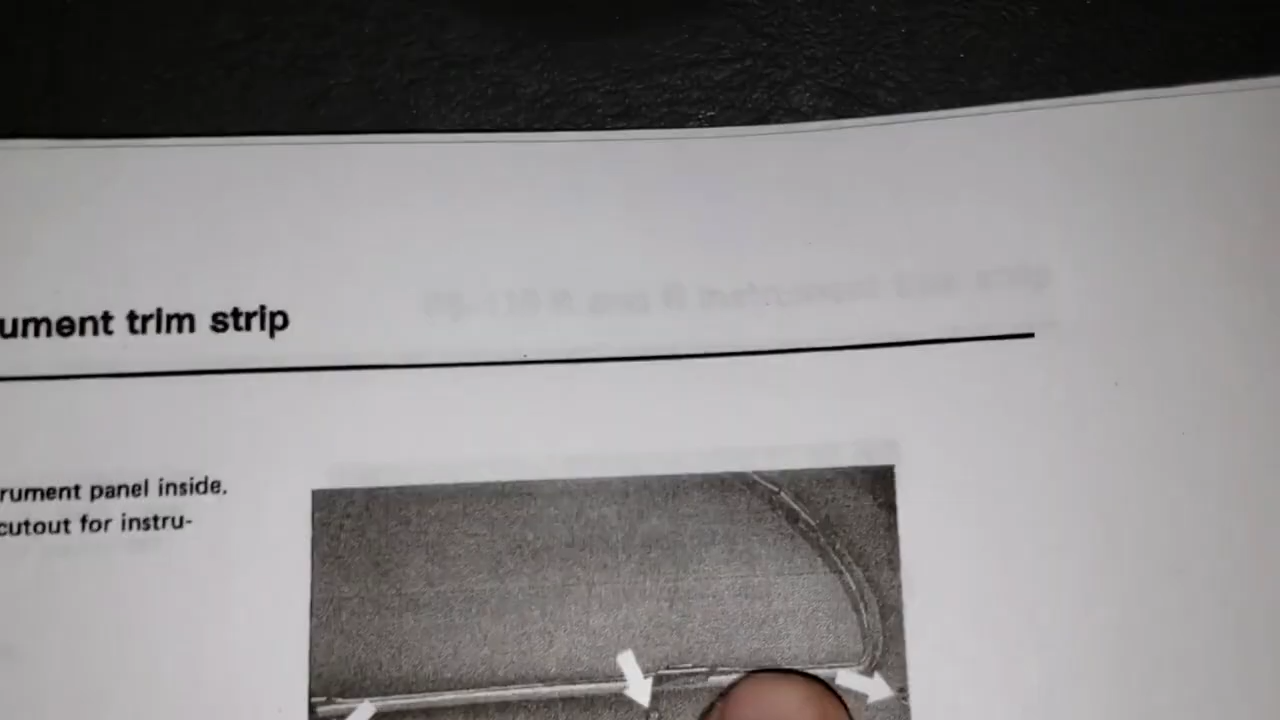 ument trim strip
rument panel inside.
cutout for instru-